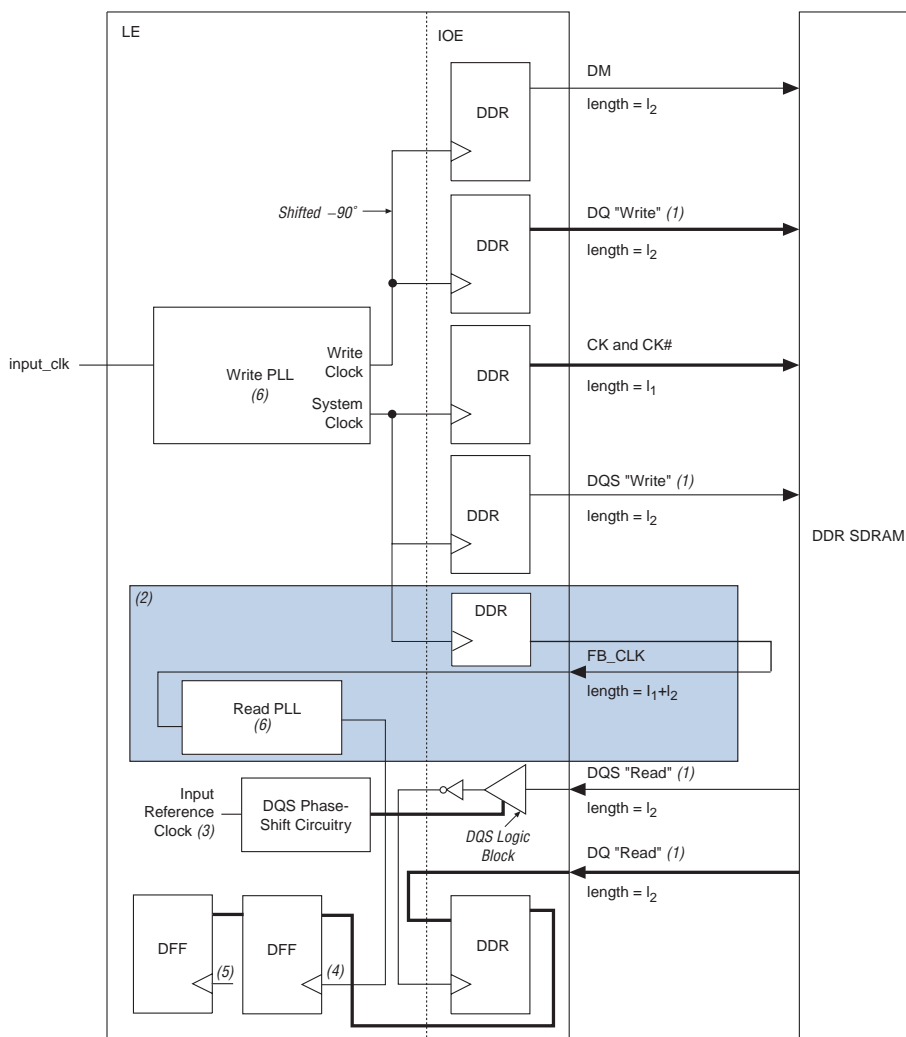 LE
IOE
DM
length = l2
DDR
Shifted –90°
DQ "Write" (1)
length = l2
DDR
CK and CK#
length = l1
DDR
input_clk
Write PLL
(6)
Write
Clock
System
Clock
DQS "Write" (1)
length = l2
DDR
DDR SDRAM
(2)
DDR
FB_CLK
length = l1+l2
Read PLL
(6)
DQS "Read" (1)
length = l2
Input
Reference
Clock (3)
DQS Phase-
Shift Circuitry
DQS Logic
Block
DQ "Read" (1)
length = l2
DFF
(5)
DFF
(4)
DDR